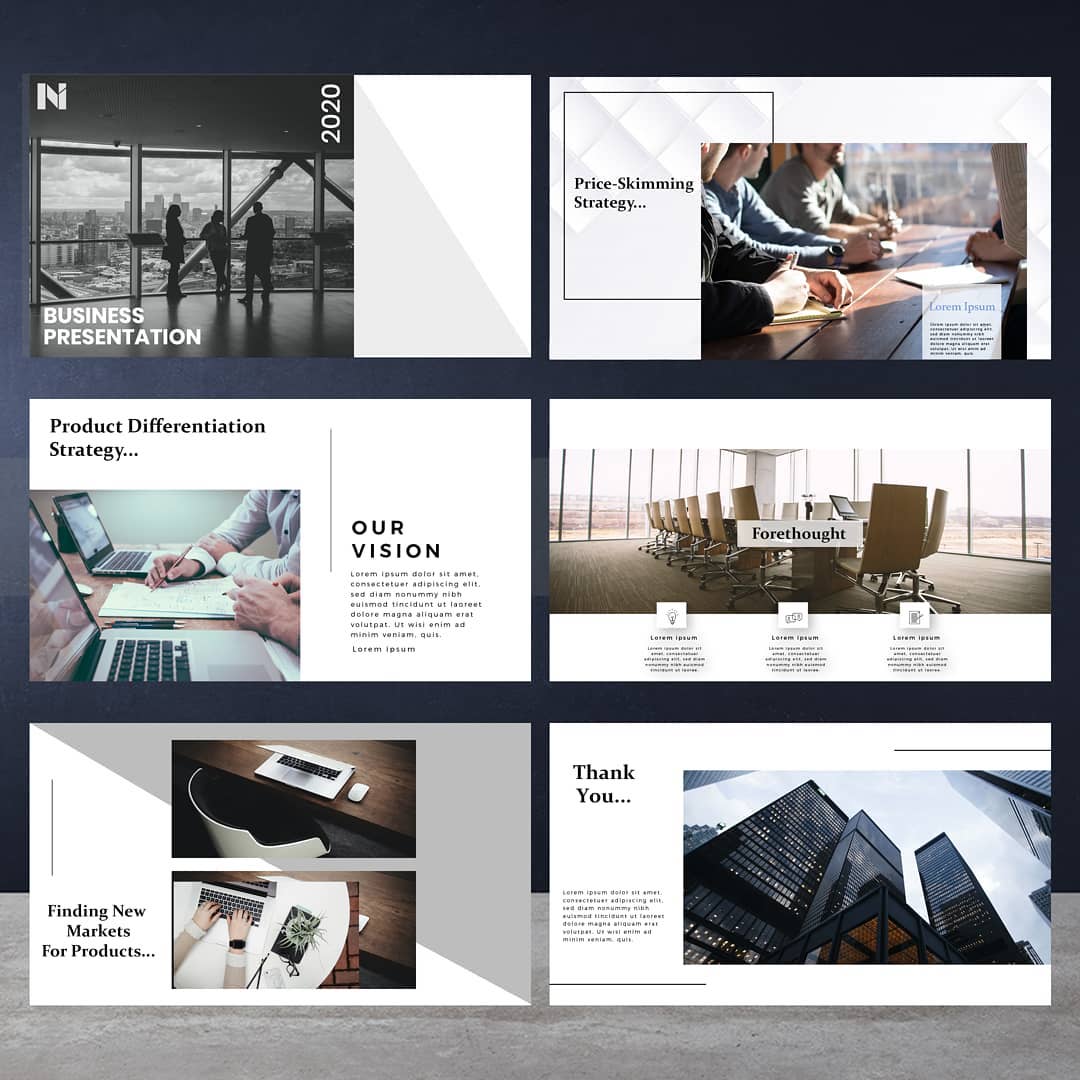 N
2020
BUSINESS
PRESENTATION
Price-Skimming
Strategy...
Lorem Ipsum
Lorem ipsum dolor sit amet,
consectetuer adipiscing elit,
sed diam nonummy nibh
euismod tincidunt ut laoreet
dolore magna aliquam erat
volutpat. Ut wisi enim ad
minim veniam, quis.
Product Differentiation
Strategy...
OUR
VISION
Lorem ipsum dolor sit amet,
consectetuer adipiscing elit,
sed diam nonummy nibh
euismod tincidunt ut laoreet
dolore magna aliquam erat
volutpat. Ut wisi enim ad
minim veniam, quis.
Lorem ipsum
Forethought
Lorem ipsum
Lorem ipsum dolor sit
amet, consectetuer
adipiscing elit, sed diam
nonummy nibh euismod
tincidunt ut laoree.
Lorem ipsum
Lorem ipsum dolor sit
amet, consectetuer
adipiscing elit, sed diam
nonummy nibh euismod
tincidunt ut laoree.
Lorem ipsum
Lorem ipsum dolor sit
amet, consectetuer
adipiscing elit, sed diam
nonummy nibh euismod
tincidunt ut laoree.
Finding New
Markets
For Products...
Thank
You...
Lorem ipsum dolor sit amet,
consectetuer adipiscing elit,
sed diam nonummy nibh
euismod tincidunt ut laoreet
dolore magna aliquam erat
volutpat. Ut wisi enim ad
minim veniam, quis.